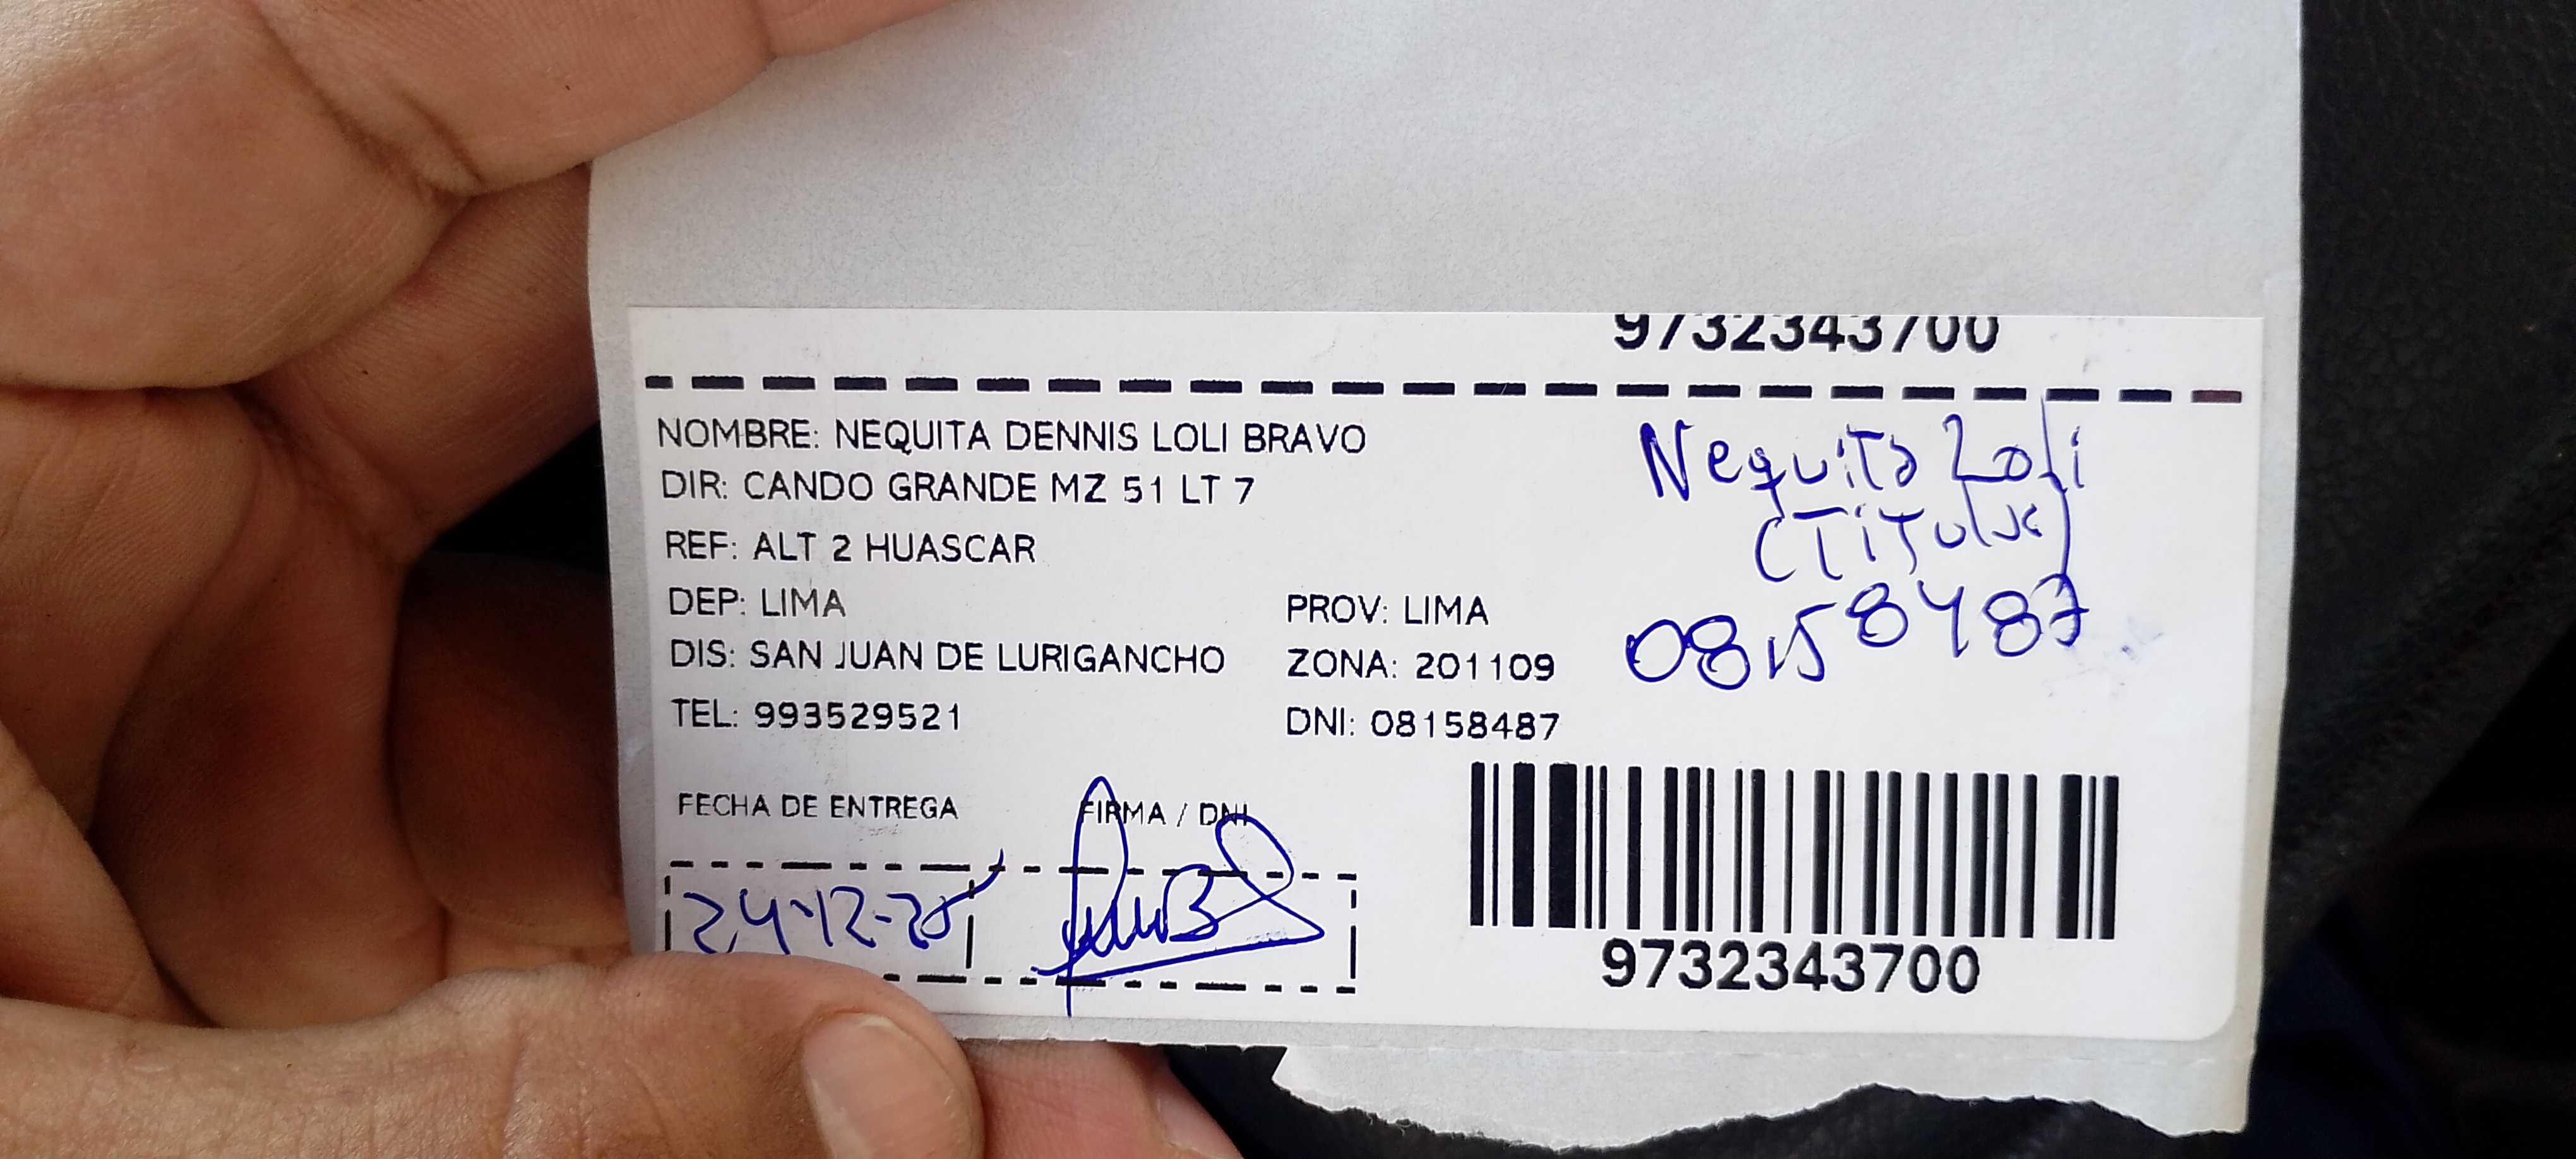 9732343700
NOMBRE: NEQUITA DENNIS LOLI BRAVO
DIR: CANDO GRANDE MZ 51 LT 7
REF: ALT 2 HUASCAR
DEP: LIMA PROV: LIMA
DIS: SAN JUAN DE LURIGANCHO ZONA: 201109
TEL: 993529521 DNI: 08158487
Nequita Loli
(Titular)
08158487
FECHA DE ENTREGA FIRMA / DNI
24-12-25
9732343700